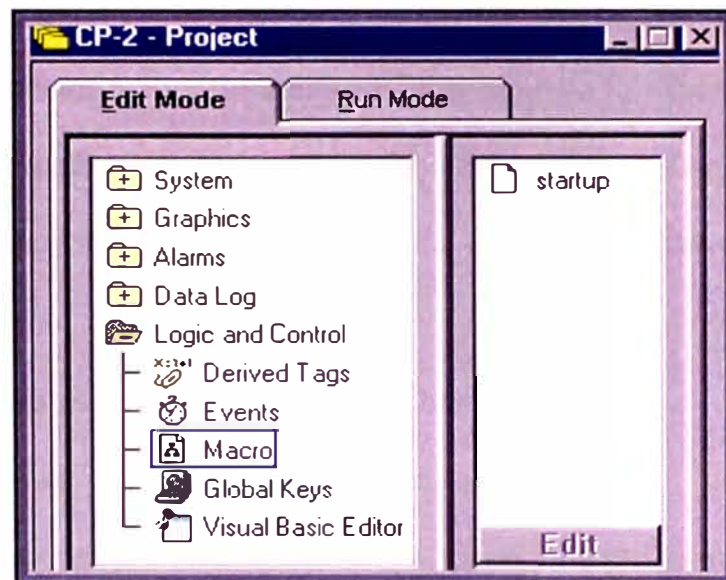 CP-2 - Project
Edit Mode
Run Mode
System
Graphics
Alarms
Data Log
Logic and Control
Derived Tags
Events
Macro
Global Keys
Visual Basic Editor
startup
Edit